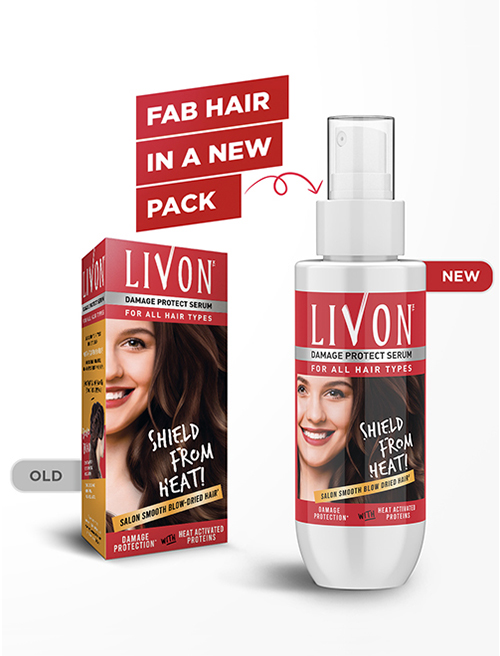 FAB HAIR
IN A NEW
PACK
LIVON
DAMAGE PROTECT SERUM
FOR ALL HAIR TYPES
SHIELD
FROM
HEAT!
SALON SMOOTH BLOW-DRIED HAIR*
DAMAGE
PROTECTION*
WITH
HEAT ACTIVATED
PROTEINS
OLD
NEW
LIVON
DAMAGE PROTECT SERUM
FOR ALL HAIR TYPES
SHIELD
FROM
HEAT!
SALON SMOOTH BLOW DRIED HAIR*
DAMAGE
PROTECTION*
WITH
HEAT ACTIVATED
PROTEINS